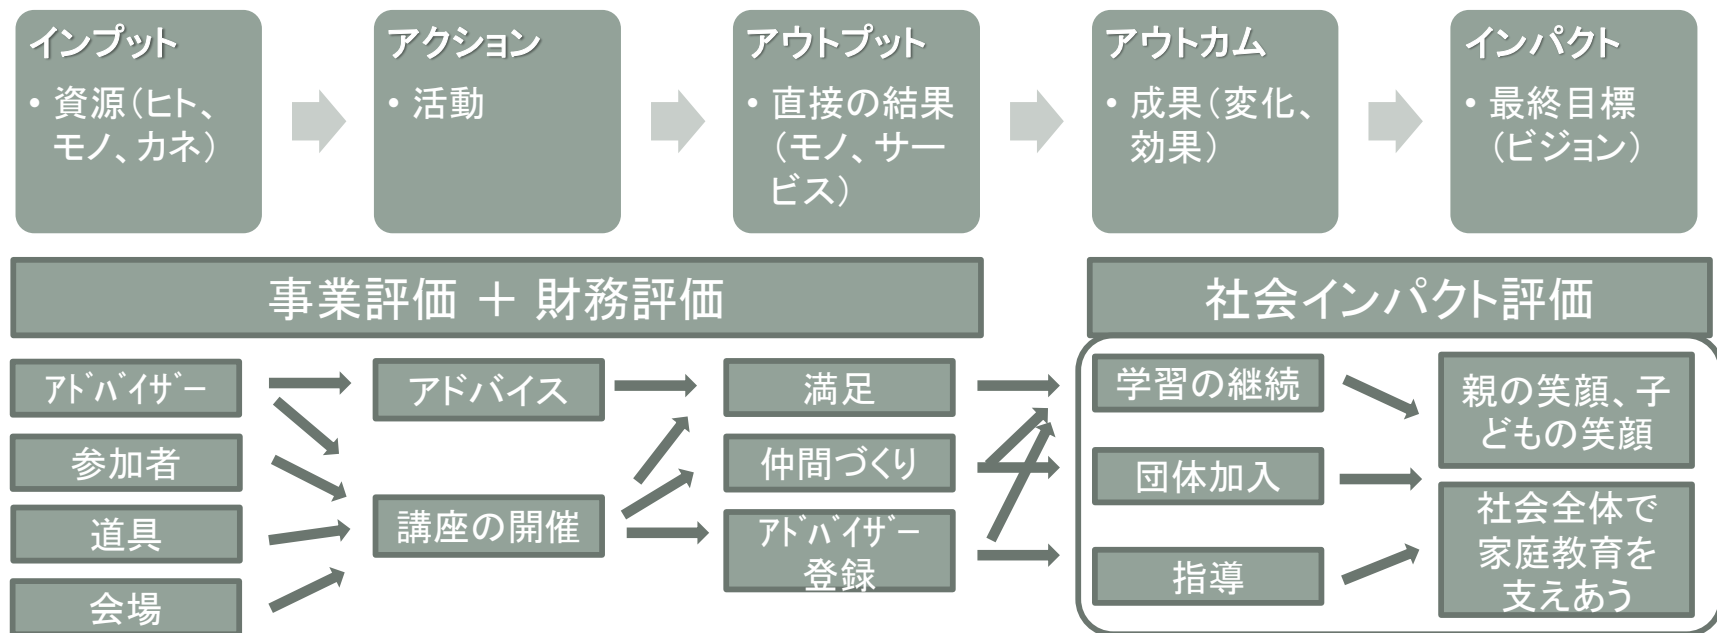 インプット
・資源（ヒト、
モノ、カネ）
アクション
・活動
アウトプット
・直接の結果
（モノ、サー
ビス）
アウトカム
・成果（変化、
効果）
インパクト
・最終目標
（ビジョン）
事業評価 ＋ 財務評価
社会インパクト評価
ｱﾄﾞﾊﾞｲｻﾞｰ
参加者
道具
会場
アドバイス
講座の開催
満足
仲間づくり
ｱﾄﾞﾊﾞｲｻﾞｰ
登録
学習の継続
団体加入
指導
親の笑顔、子
どもの笑顔
社会全体で
家庭教育を
支えあう